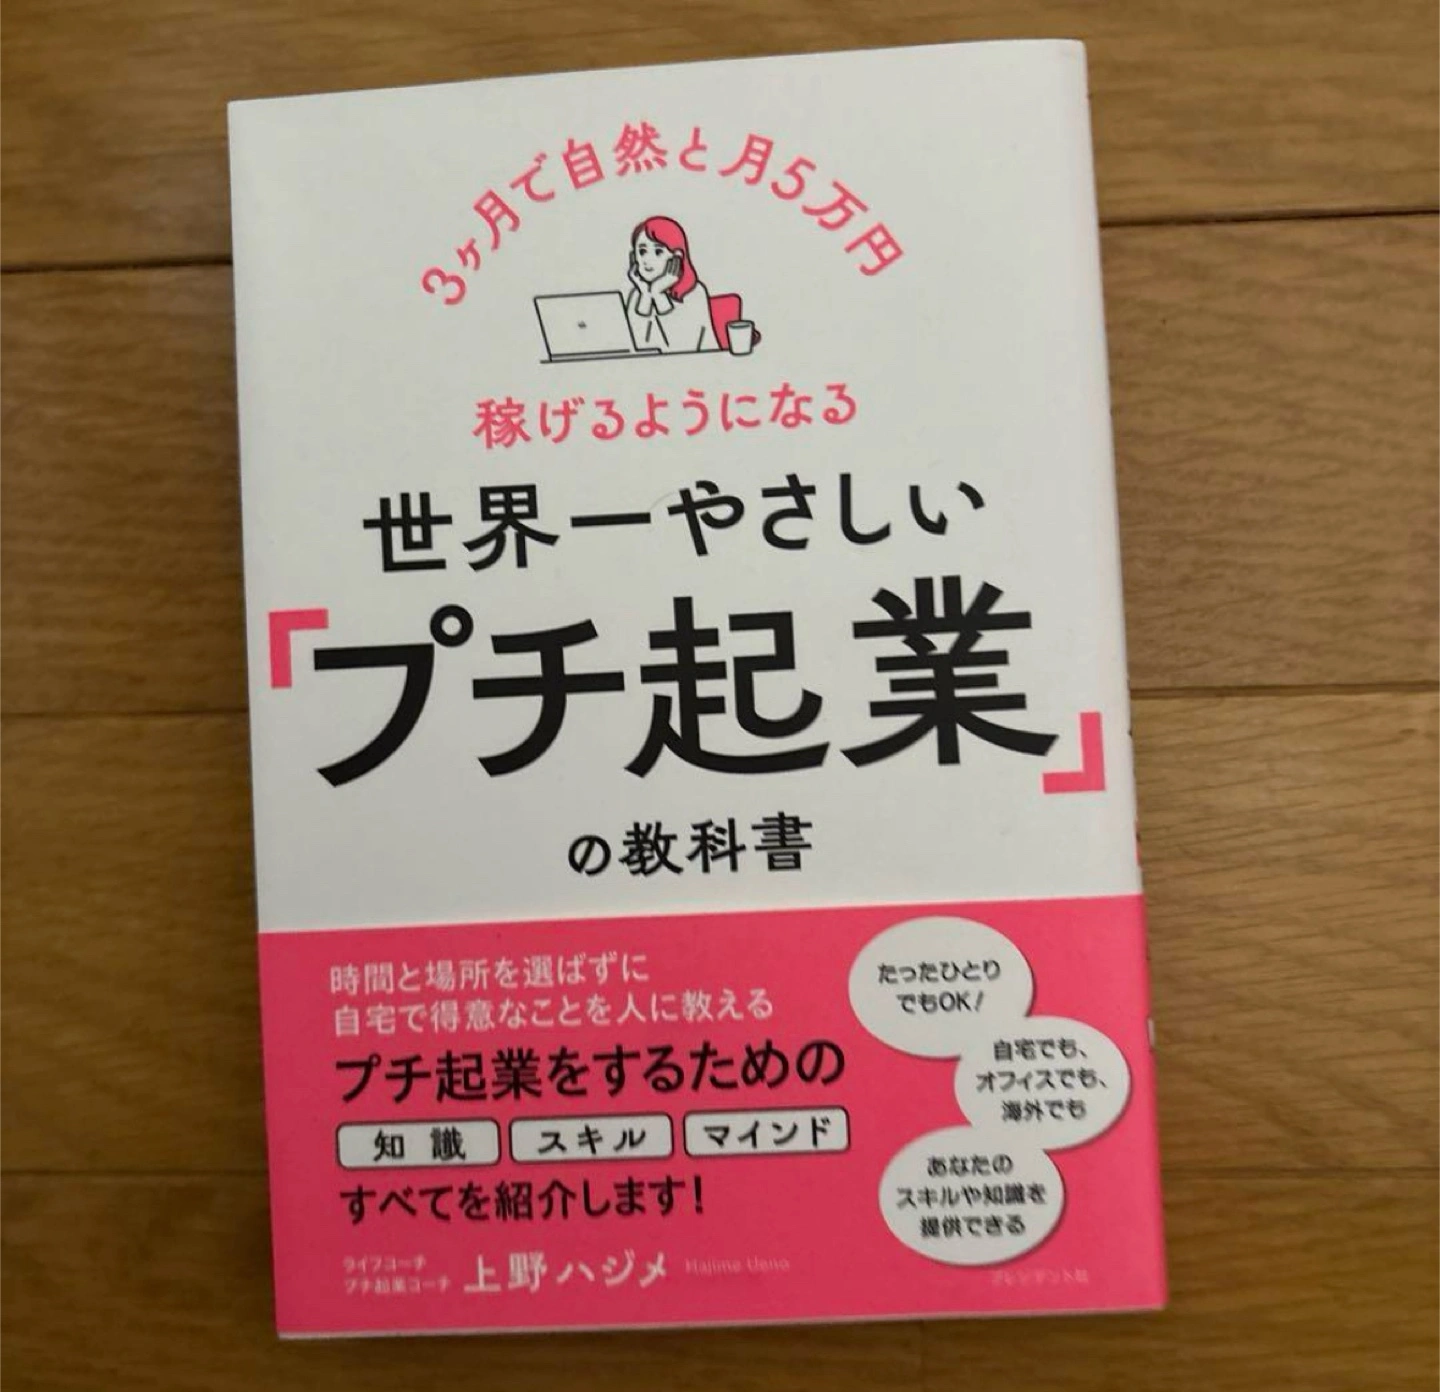 3ヶ月で自然と月5万円
稼げるようになる
世界一やさしい
「プチ起業」
の教科書
時間と場所を選ばずに
自宅で得意なことを人に教える
プチ起業をするための
知識 スキル マインド
すべてを紹介します!
たったひとり
でもOK!
自宅でも、
オフィスでも、
海外でも
あなたの
スキルや知識を
提供できる
ライフコーチ
プチ起業コーチ
上野ハジメ Hajime Ueno
プレジデント社